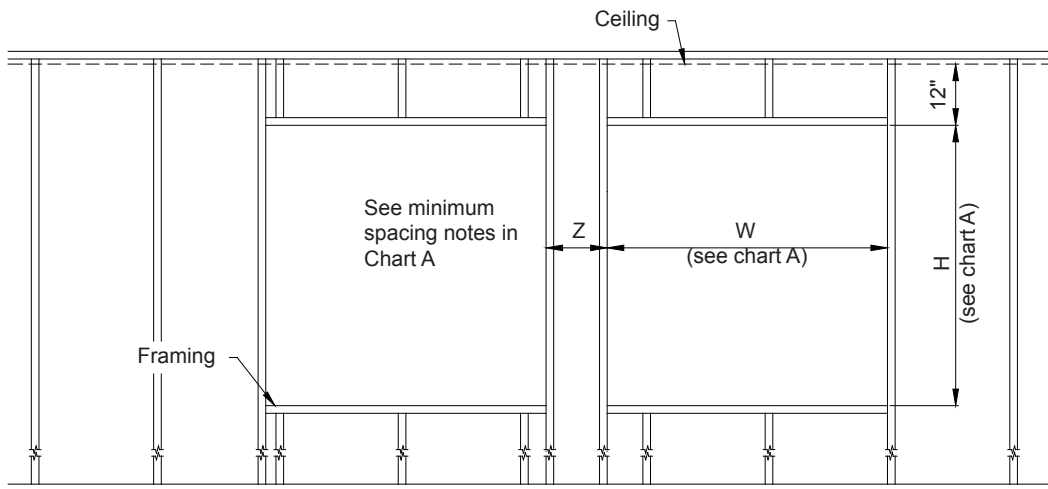 Ceiling
12"
See minimum
spacing notes in
Chart A
Z
W
(see chart A)
H
(see chart A)
Framing